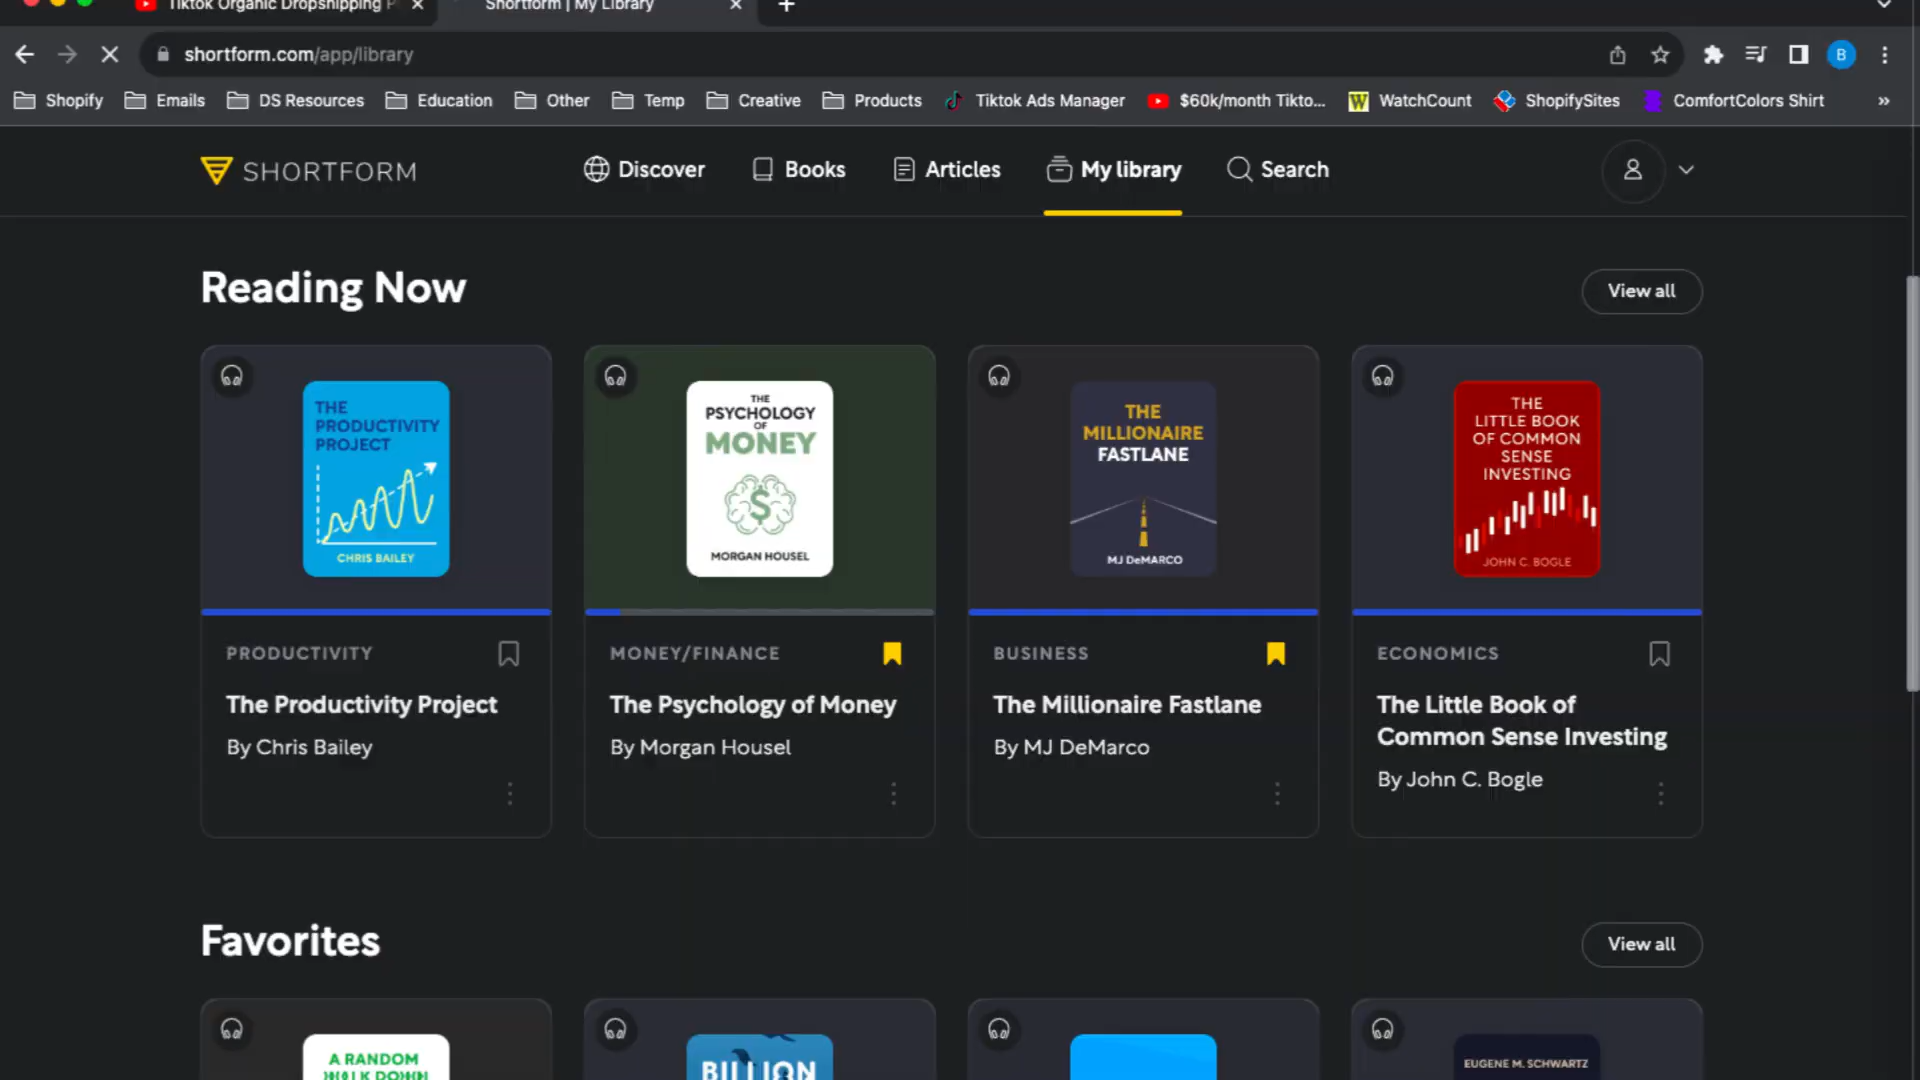 Tiktok Organic Dropshipping
Shortform | My Library
shortform.com/app/library
B
Shopify
Emails
DS Resources
Education
Other
Temp
Creative
Products
Tiktok Ads Manager
$60k/month Tikto...
W
WatchCount
ShopifySites
ComfortColors Shirt
»
SHORTFORM
Discover
Books
Articles
My library
Search
Reading Now
View all
THE
PRODUCTIVITY
PROJECT
CHRIS BAILEY
THE
PSYCHOLOGY
OF
MONEY
$
MORGAN HOUSEL
THE
MILLIONAIRE
FASTLANE
MJ DeMARCO
THE
LITTLE BOOK
OF COMMON
SENSE
INVESTING
JOHN C. BOGLE
PRODUCTIVITY
The Productivity Project
By Chris Bailey
MONEY/FINANCE
The Psychology of Money
By Morgan Housel
BUSINESS
The Millionaire Fastlane
By MJ DeMarco
ECONOMICS
The Little Book of
Common Sense Investing
By John C. Bogle
Favorites
View all
A RANDOM
WALK DOWN
BILLION
EUGENE M. SCHWARTZ